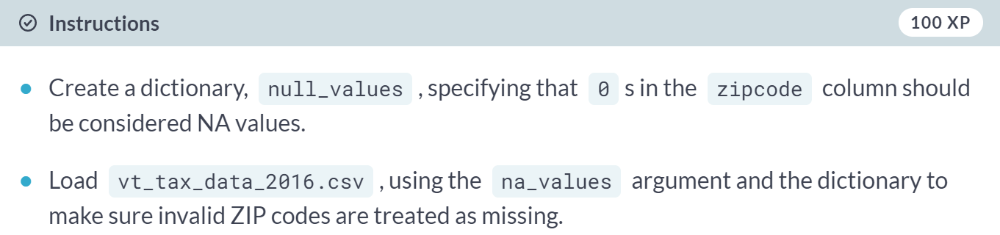 Instructions 100 XP
Create a dictionary, null_values , specifying that 0 s in the zipcode column should
be considered NA values.
Load vt_tax_data_2016.csv , using the na_values argument and the dictionary to
make sure invalid ZIP codes are treated as missing.